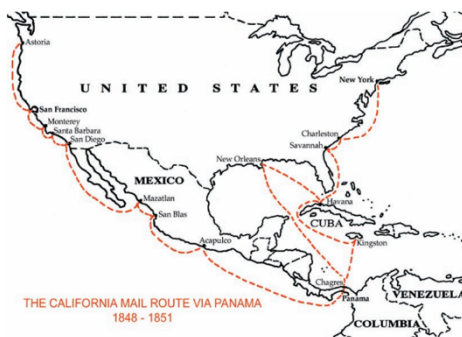 Astoria
New York
UNITED STATES
San Francisco
Monterey
Santa Barbara
San Diego
Charleston
Savannah
New Orleans
MEXICO
Havana
Mazatlan
CUBA
San Blas
Kingston
Acapulco
Chagres
Panama
VENEZUELA
COLUMBIA
THE CALIFORNIA MAIL ROUTE VIA PANAMA
1848 - 1851